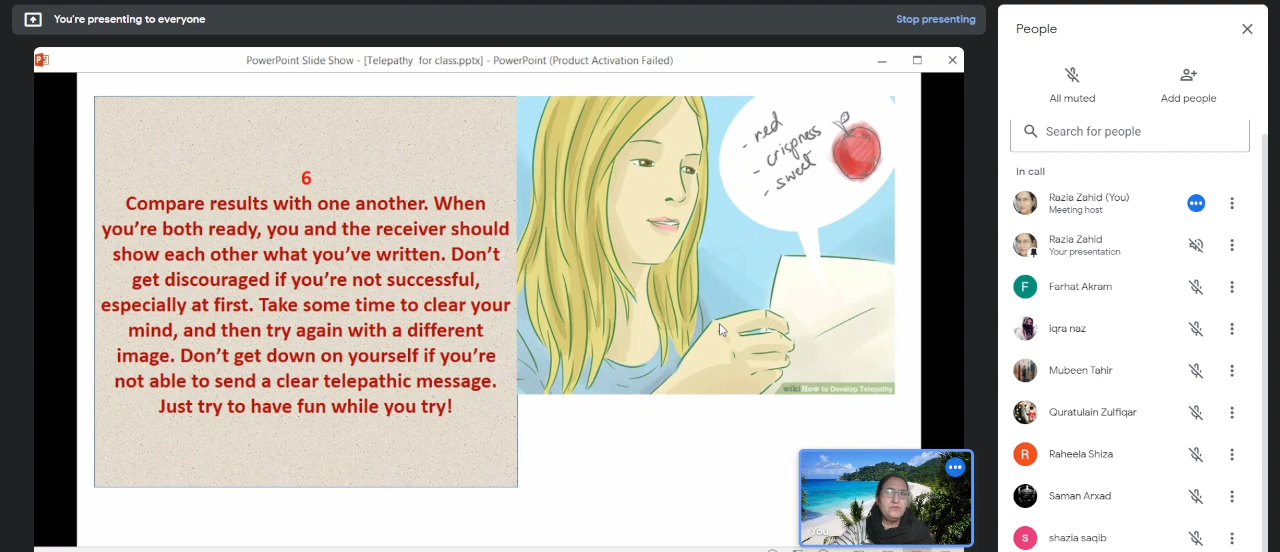 You're presenting to everyone
Stop presenting
PowerPoint Slide Show - [Telepathy for class.pptx] - PowerPoint (Product Activation Failed)
6
Compare results with one another. When
you're both ready, you and the receiver should
show each other what you've written. Don't
get discouraged if you're not successful,
especially at first. Take some time to clear your
mind, and then try again with a different
image. Don't get down on yourself if you're
not able to send a clear telepathic message.
Just try to have fun while you try!
- red
- crispness
- sweet
wikiHow to Develop Telepathy
You
People
All muted
Add people
Search for people
In call
Razia Zahid (You)
Meeting host
Razia Zahid
Your presentation
F
Farhat Akram
iqra naz
Mubeen Tahir
Quratulain Zulfiqar
R
Raheela Shiza
Saman Arxad
s
shazia saqib